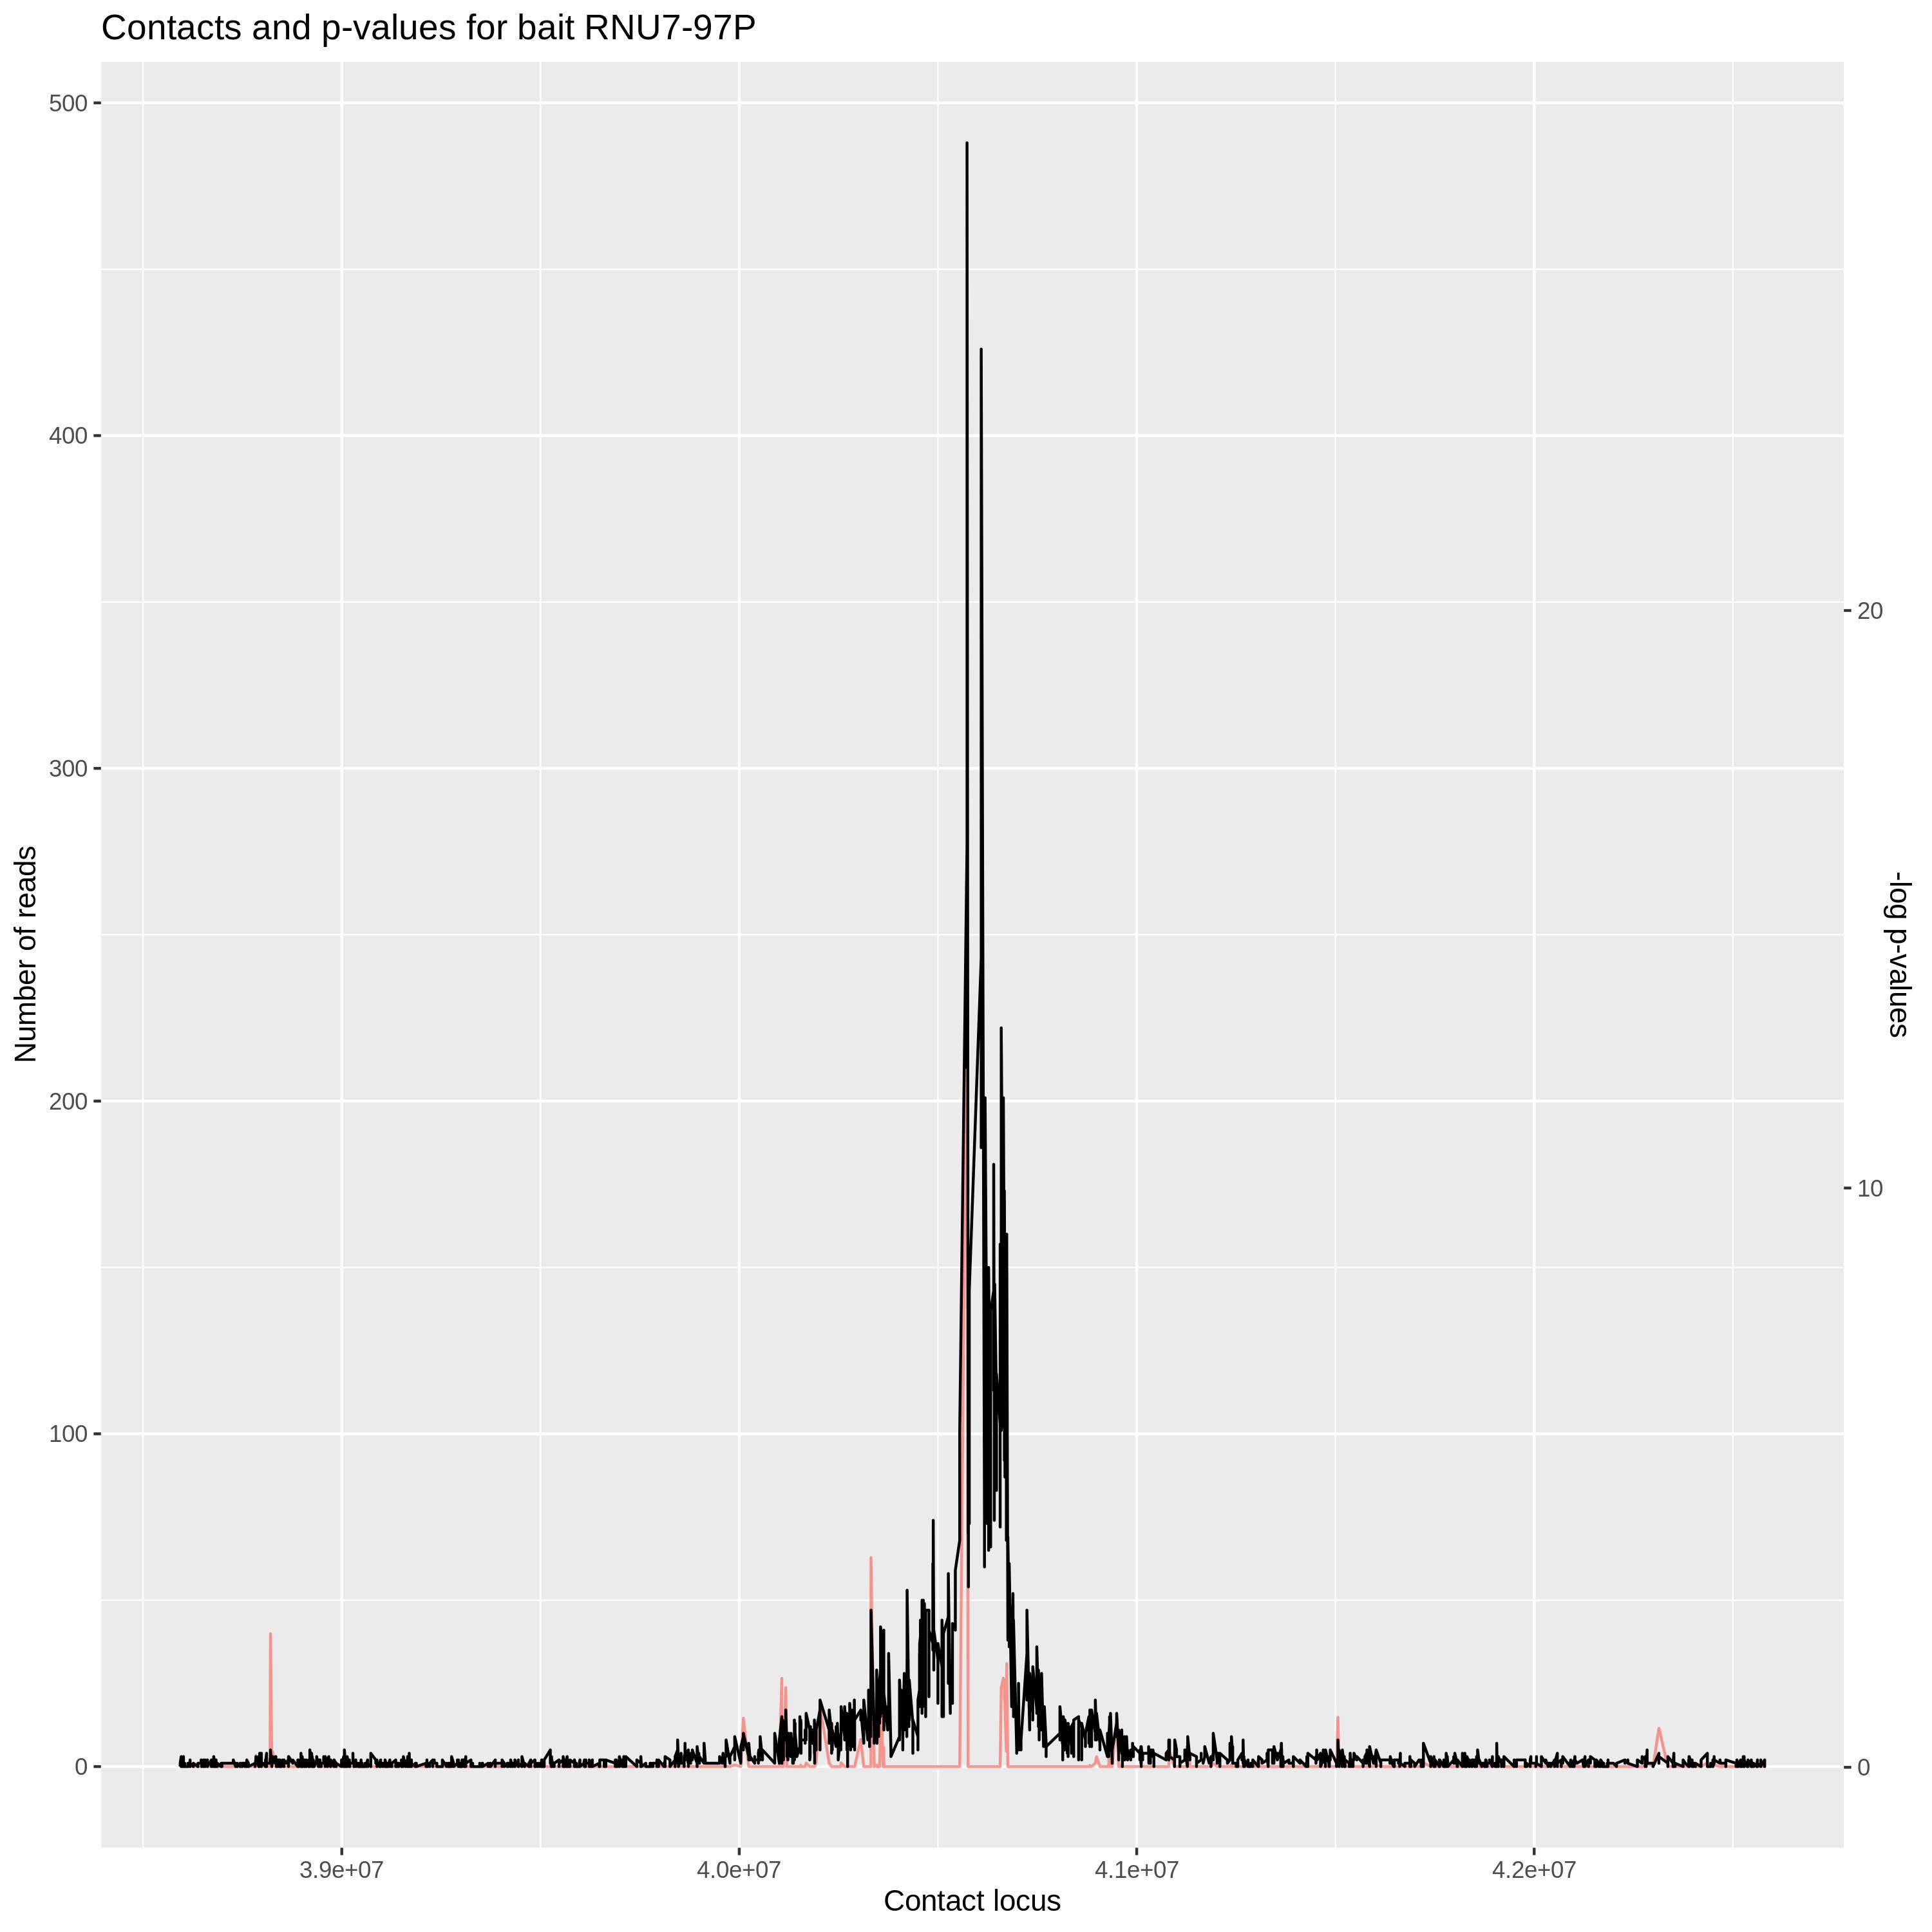 Contacts and p-values for bait RNU7-97P
500
400
300
200
100
0
Number of reads
20
10
0
-log p-values
3.9e+07
4.0e+07
4.1e+07
4.2e+07
Contact locus